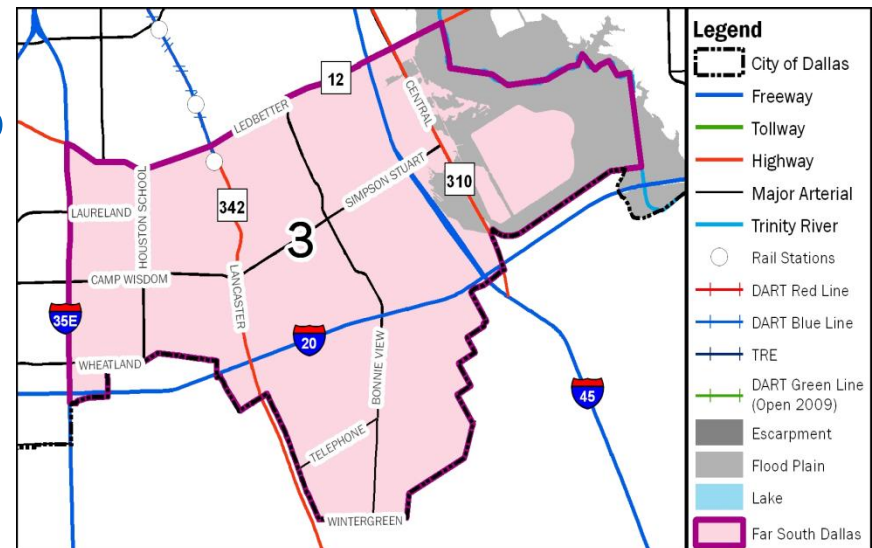 12
LEDBETTER
CENTRAL
SIMPSON STUART
310
342
HOUSTON SCHOOL
LAURELAND
3
CAMP WISDOM
LANCASTER
35E
20
WHEATLAND
BONNIE VIEW
45
TELEPHONE
WINTERGREEN
Legend
City of Dallas
Freeway
Tollway
Highway
Major Arterial
Trinity River
Rail Stations
DART Red Line
DART Blue Line
TRE
DART Green Line
(Open 2009)
Escarpment
Flood Plain
Lake
Far South Dallas